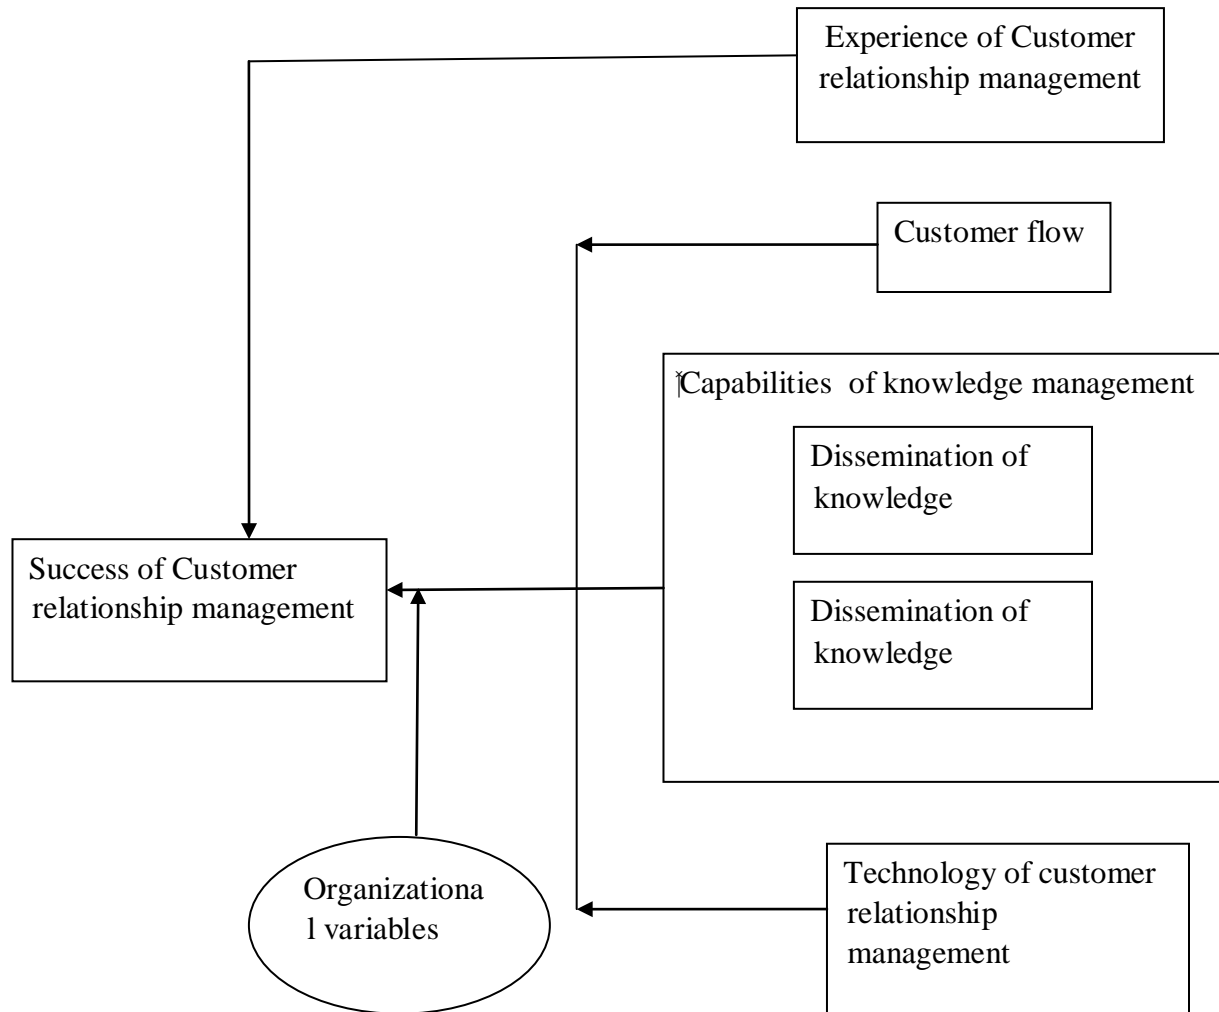 Experience of Customer
relationship management
Customer flow
Capabilities of knowledge management
Dissemination of
knowledge
Success of Customer
relationship management
Dissemination of
knowledge
Organizationa
l variables
Technology of customer
relationship
management